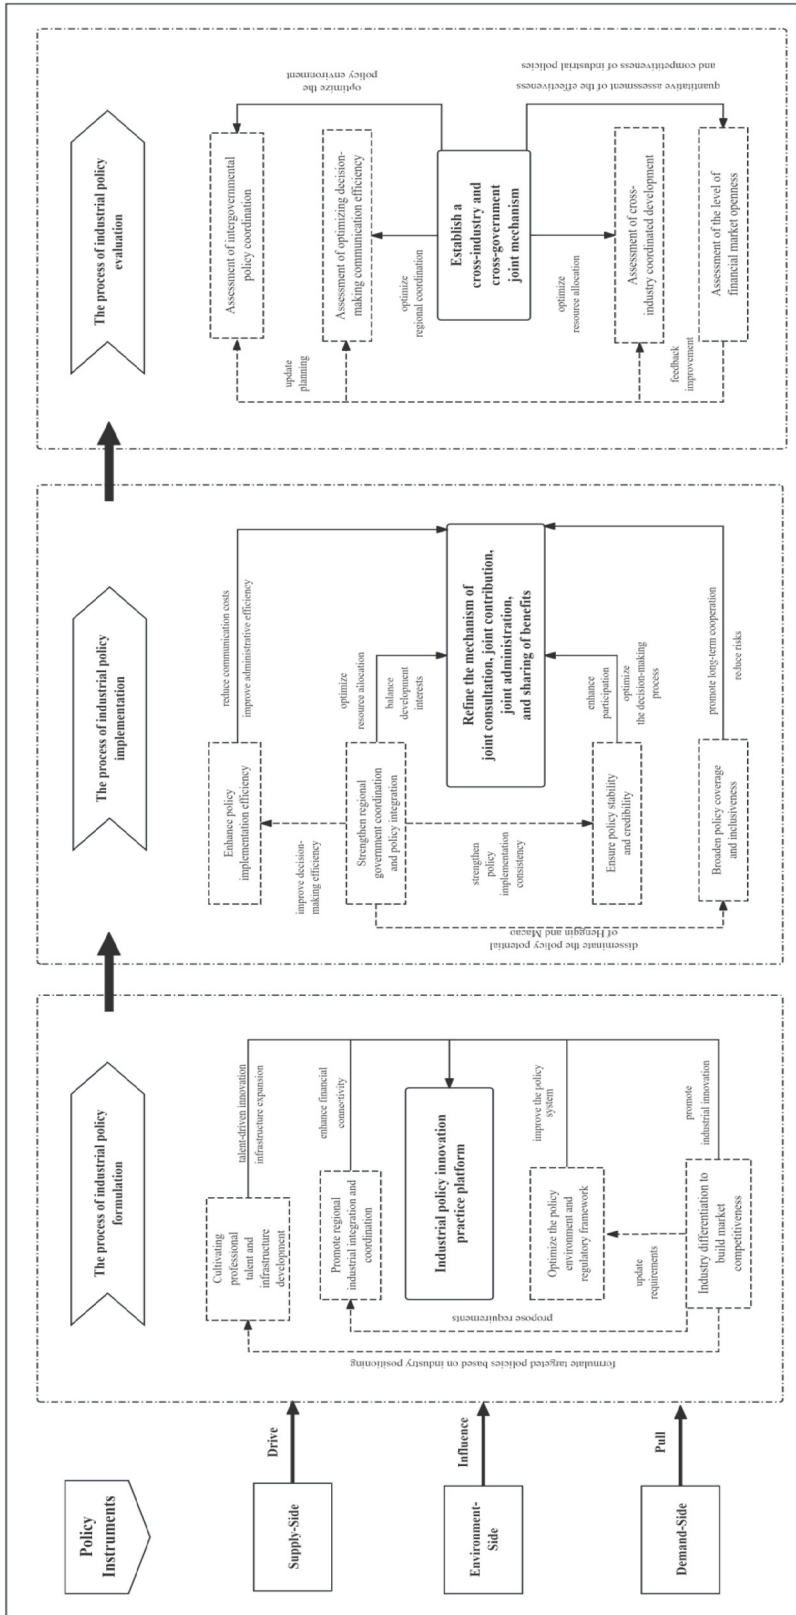 Policy
Instruments
Supply-Side
Environment-
Side
Demand-Side
Drive
Influence
Pull
The process of industrial policy
formulation
Cultivating
professional
talent and
infrastructure
development
talent-driven innovation
infrastructure expansion
Promote regional
industrial integration and
coordination
enhance financial
connectivity
Industrial policy innovation
practice platform
Optimize the policy
environment and
regulatory framework
improve the policy
system
update
requirements
Industry differentiation to
build market
competitiveness
promote
industrial innovation
propose requirements
formulate targeted policies based on industry positioning
The process of industrial policy
implementation
Enhance policy
implementation efficiency
reduce communication costs
improve administrative efficiency
improve decision-
making efficiency
Strengthen regional
government coordination
and policy integration
optimize
resource allocation
balance
development
interests
Refine the mechanism of
joint consultation, joint contribution,
joint administration,
and sharing of benefits
strengthen
policy
implementation
consistency
Ensure policy stability
and credibility
enhance
participation
optimize
the decision-making
process
Broaden policy coverage
and inclusiveness
promote long-term cooperation
reduce risks
disseminate the policy potential
of Hengqin and Macao
The process of industrial policy
evaluation
Assessment of intergovernmental
policy coordination
optimize the
policy environment
update
planning
Assessment of optimizing decision-
making communication efficiency
optimize
regional coordination
Establish a
cross-industry and
cross-government
joint mechanism
optimize
resource allocation
Assessment of cross-
industry coordinated development
feedback
improvement
Assessment of the level of
financial market openness
quantitative assessment of the effectiveness
and competitiveness of industrial policies